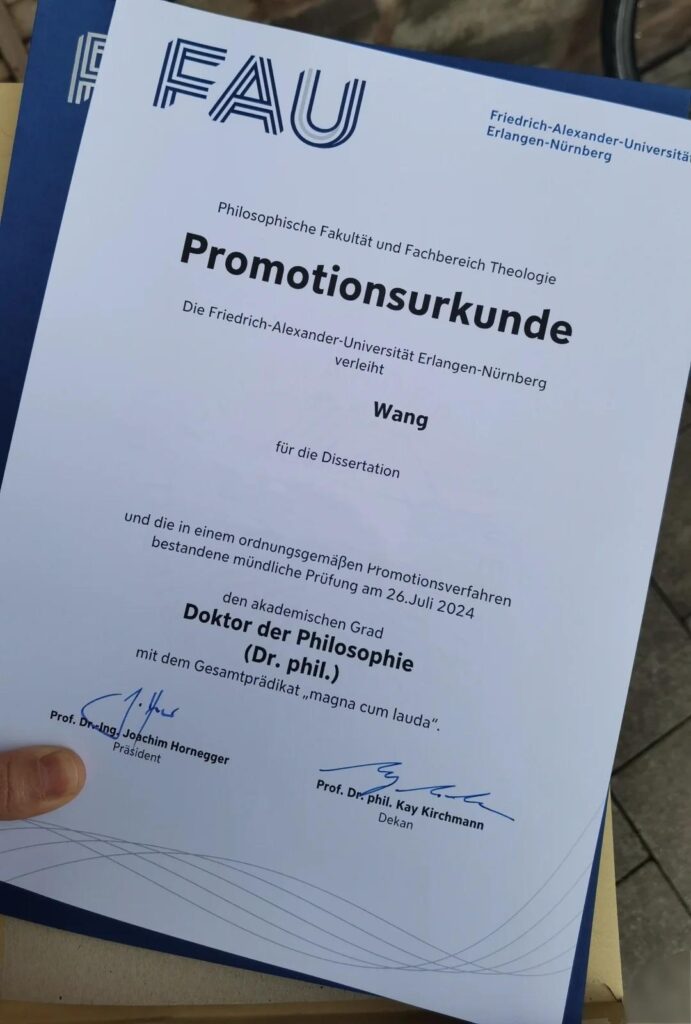 FAU
Friedrich-Alexander-Universität
Erlangen-Nürnberg
Philosophische Fakultät und Fachbereich Theologie
Promotionsurkunde
Die Friedrich-Alexander-Universität Erlangen-Nürnberg
verleiht
Wang
für die Dissertation
und die in einem ordnungsgemäßen Promotionsverfahren
bestandene mündliche Prüfung am 26.Juli 2024
den akademischen Grad
Doktor der Philosophie
(Dr. phil.)
mit dem Gesamtprädikat „magna cum lauda“.
Prof. Dr.-Ing. Joachim Hornegger
Präsident
Prof. Dr. phil. Kay Kirchmann
Dekan